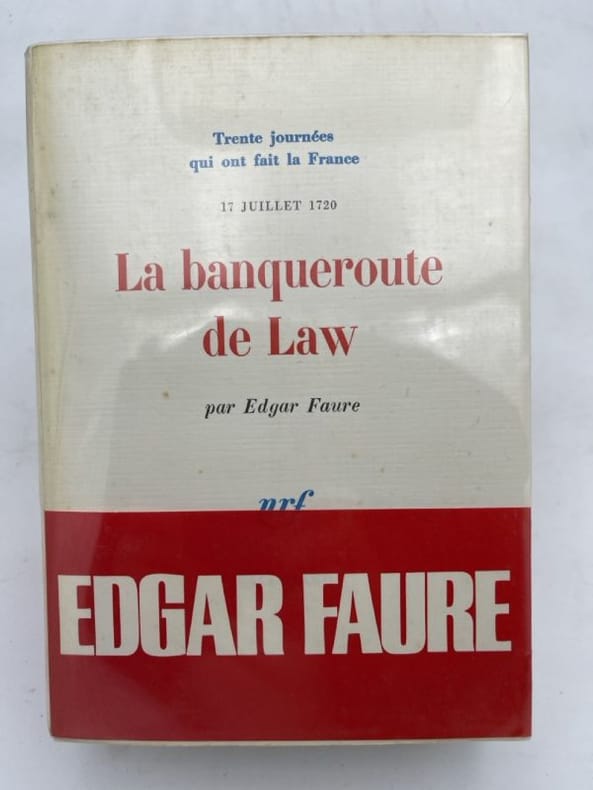 Trente journées
qui ont fait la France
17 JUILLET 1720
La banqueroute
de Law
par Edgar Faure
nrf
EDGAR FAURE